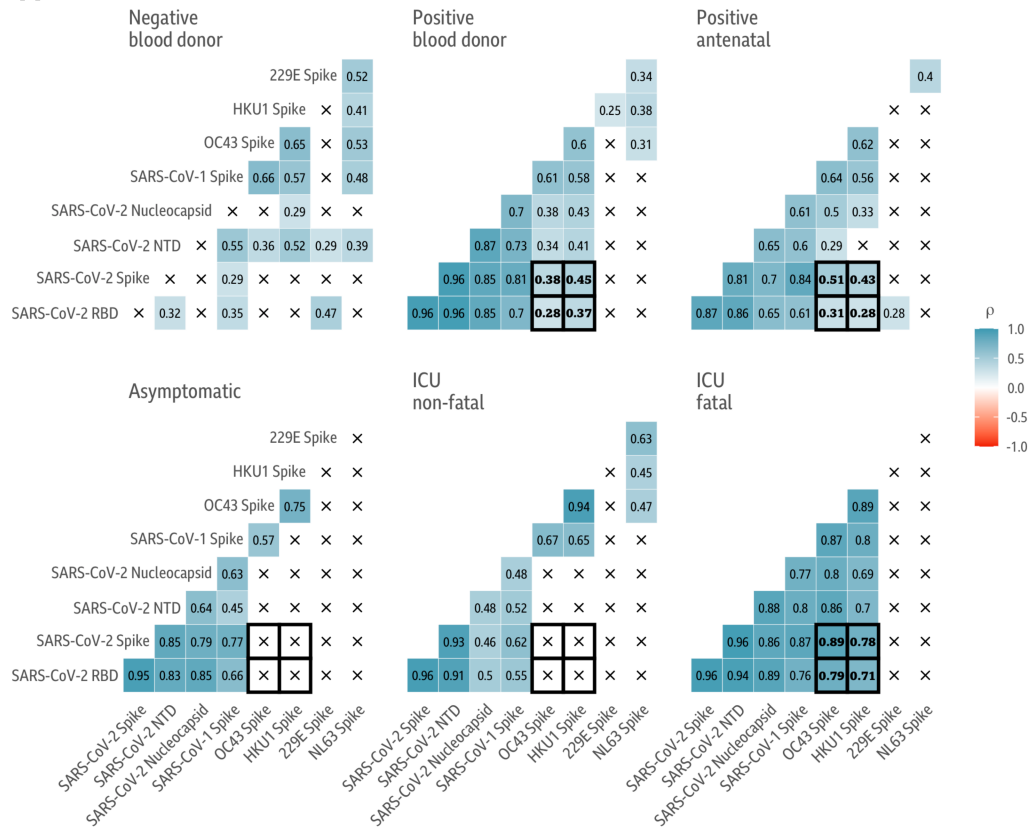 Negative
blood donor
Positive
blood donor
Positive
antenatal
229E Spike 0.52 0.34 0.4
HKU1 Spike × 0.41 0.25 0.38 × ×
OC43 Spike 0.65 × 0.53 0.6 × 0.31 0.62 × ×
SARS-CoV-1 Spike 0.66 0.57 × 0.48 0.61 0.58 × × 0.64 0.56 × ×
SARS-CoV-2 Nucleocapsid × × 0.29 × × 0.7 0.38 0.43 × × 0.61 0.5 0.33 × ×
SARS-CoV-2 NTD × 0.55 0.36 0.52 0.29 0.39 0.87 0.73 0.34 0.41 × × 0.65 0.6 0.29 × × ×
SARS-CoV-2 Spike × × 0.29 × × × × 0.96 0.85 0.81 0.38 0.45 × × 0.81 0.7 0.84 0.51 0.43 × ×
SARS-CoV-2 RBD × 0.32 × 0.35 × × 0.47 × 0.96 0.96 0.85 0.7 0.28 0.37 × × 0.87 0.86 0.65 0.61 0.31 0.28 0.28 ×
ρ
1.0
0.5
0.0
-0.5
-1.0
Asymptomatic
ICU
non-fatal
ICU
fatal
229E Spike × 0.63 ×
HKU1 Spike × × × 0.45 × ×
OC43 Spike 0.75 × × 0.94 × 0.47 0.89 × ×
SARS-CoV-1 Spike 0.57 × × × 0.67 0.65 × × 0.87 0.8 × ×
SARS-CoV-2 Nucleocapsid 0.63 × × × × 0.48 × × × × 0.77 0.8 0.69 × ×
SARS-CoV-2 NTD 0.64 0.45 × × × × 0.48 0.52 × × × × 0.88 0.8 0.86 0.7 × ×
SARS-CoV-2 Spike 0.85 0.79 0.77 × × × × 0.93 0.46 0.62 × × × × 0.96 0.86 0.87 0.89 0.78 × ×
SARS-CoV-2 RBD 0.95 0.83 0.85 0.66 × × × × 0.96 0.91 0.5 0.55 × × × × 0.96 0.94 0.89 0.76 0.79 0.71 × ×
SARS-CoV-2 Spike
SARS-CoV-2 NTD
SARS-CoV-2 Nucleocapsid
SARS-CoV-1 Spike
OC43 Spike
HKU1 Spike
229E Spike
NL63 Spike
SARS-CoV-2 Spike
SARS-CoV-2 NTD
SARS-CoV-2 Nucleocapsid
SARS-CoV-1 Spike
OC43 Spike
HKU1 Spike
229E Spike
NL63 Spike
SARS-CoV-2 Spike
SARS-CoV-2 NTD
SARS-CoV-2 Nucleocapsid
SARS-CoV-1 Spike
OC43 Spike
HKU1 Spike
229E Spike
NL63 Spike